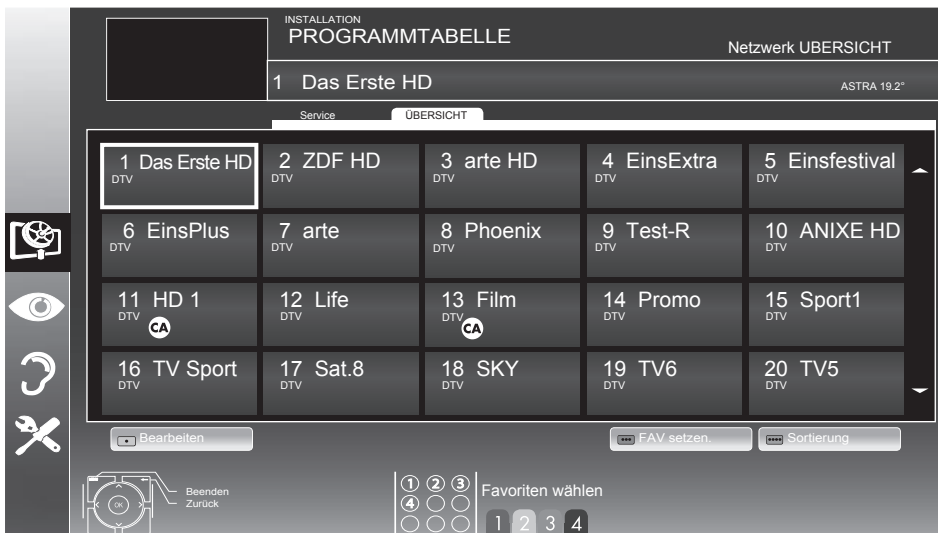 INSTALLATION
PROGRAMMTABELLE
Netzwerk UBERSICHT
1 Das Erste HD
ASTRA 19.2°
Service ÜBERSICHT
1 Das Erste HD
DTV
2 ZDF HD
DTV
3 arte HD
DTV
4 EinsExtra
DTV
5 Einsfestival
DTV
6 EinsPlus
DTV
7 arte
DTV
8 Phoenix
DTV
9 Test-R
DTV
10 ANIXE HD
DTV
11 HD 1
DTV
CA
12 Life
DTV
13 Film
DTV
CA
14 Promo
DTV
15 Sport1
DTV
16 TV Sport
DTV
17 Sat.8
DTV
18 SKY
DTV
19 TV6
DTV
20 TV5
DTV
Bearbeiten
FAV setzen.
Sortierung
OK
Beenden
Zurück
1 2 3
4
Favoriten wählen
1 2 3 4